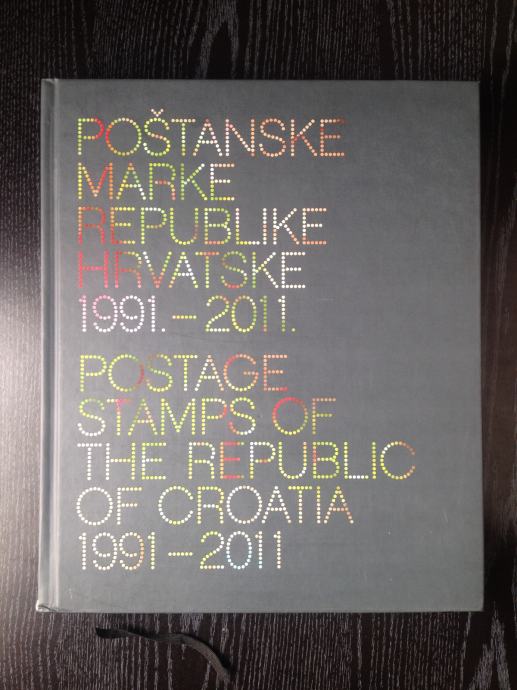 POŠTANSKE
MARKE
REPUBLIKE
HRVATSKE
1991.–2011.
POSTAGE
STAMPS OF
THE REPUBLIC
OF CROATIA
1991–2011